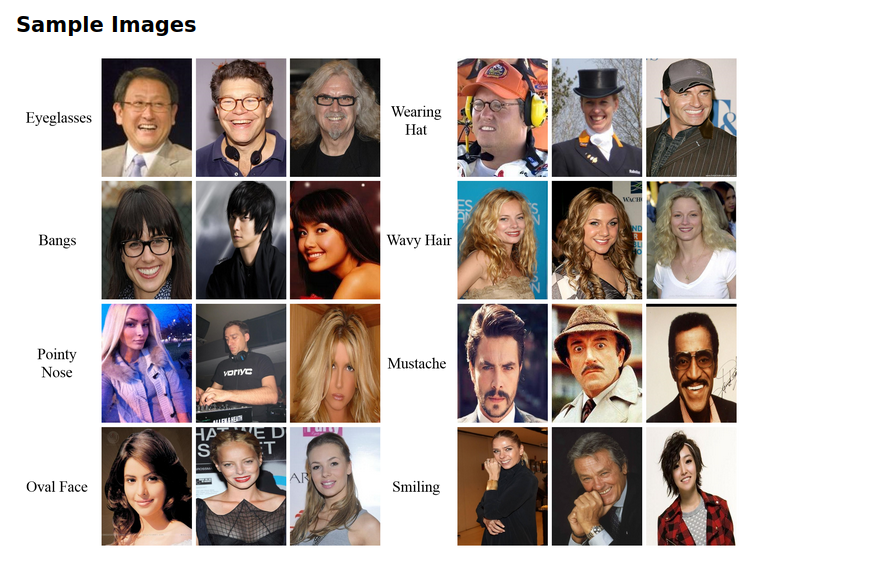 Sample Images
Eyeglasses
Wearing
Hat
Bangs
Wavy Hair
Pointy
Nose
Mustache
Oval Face
Smiling